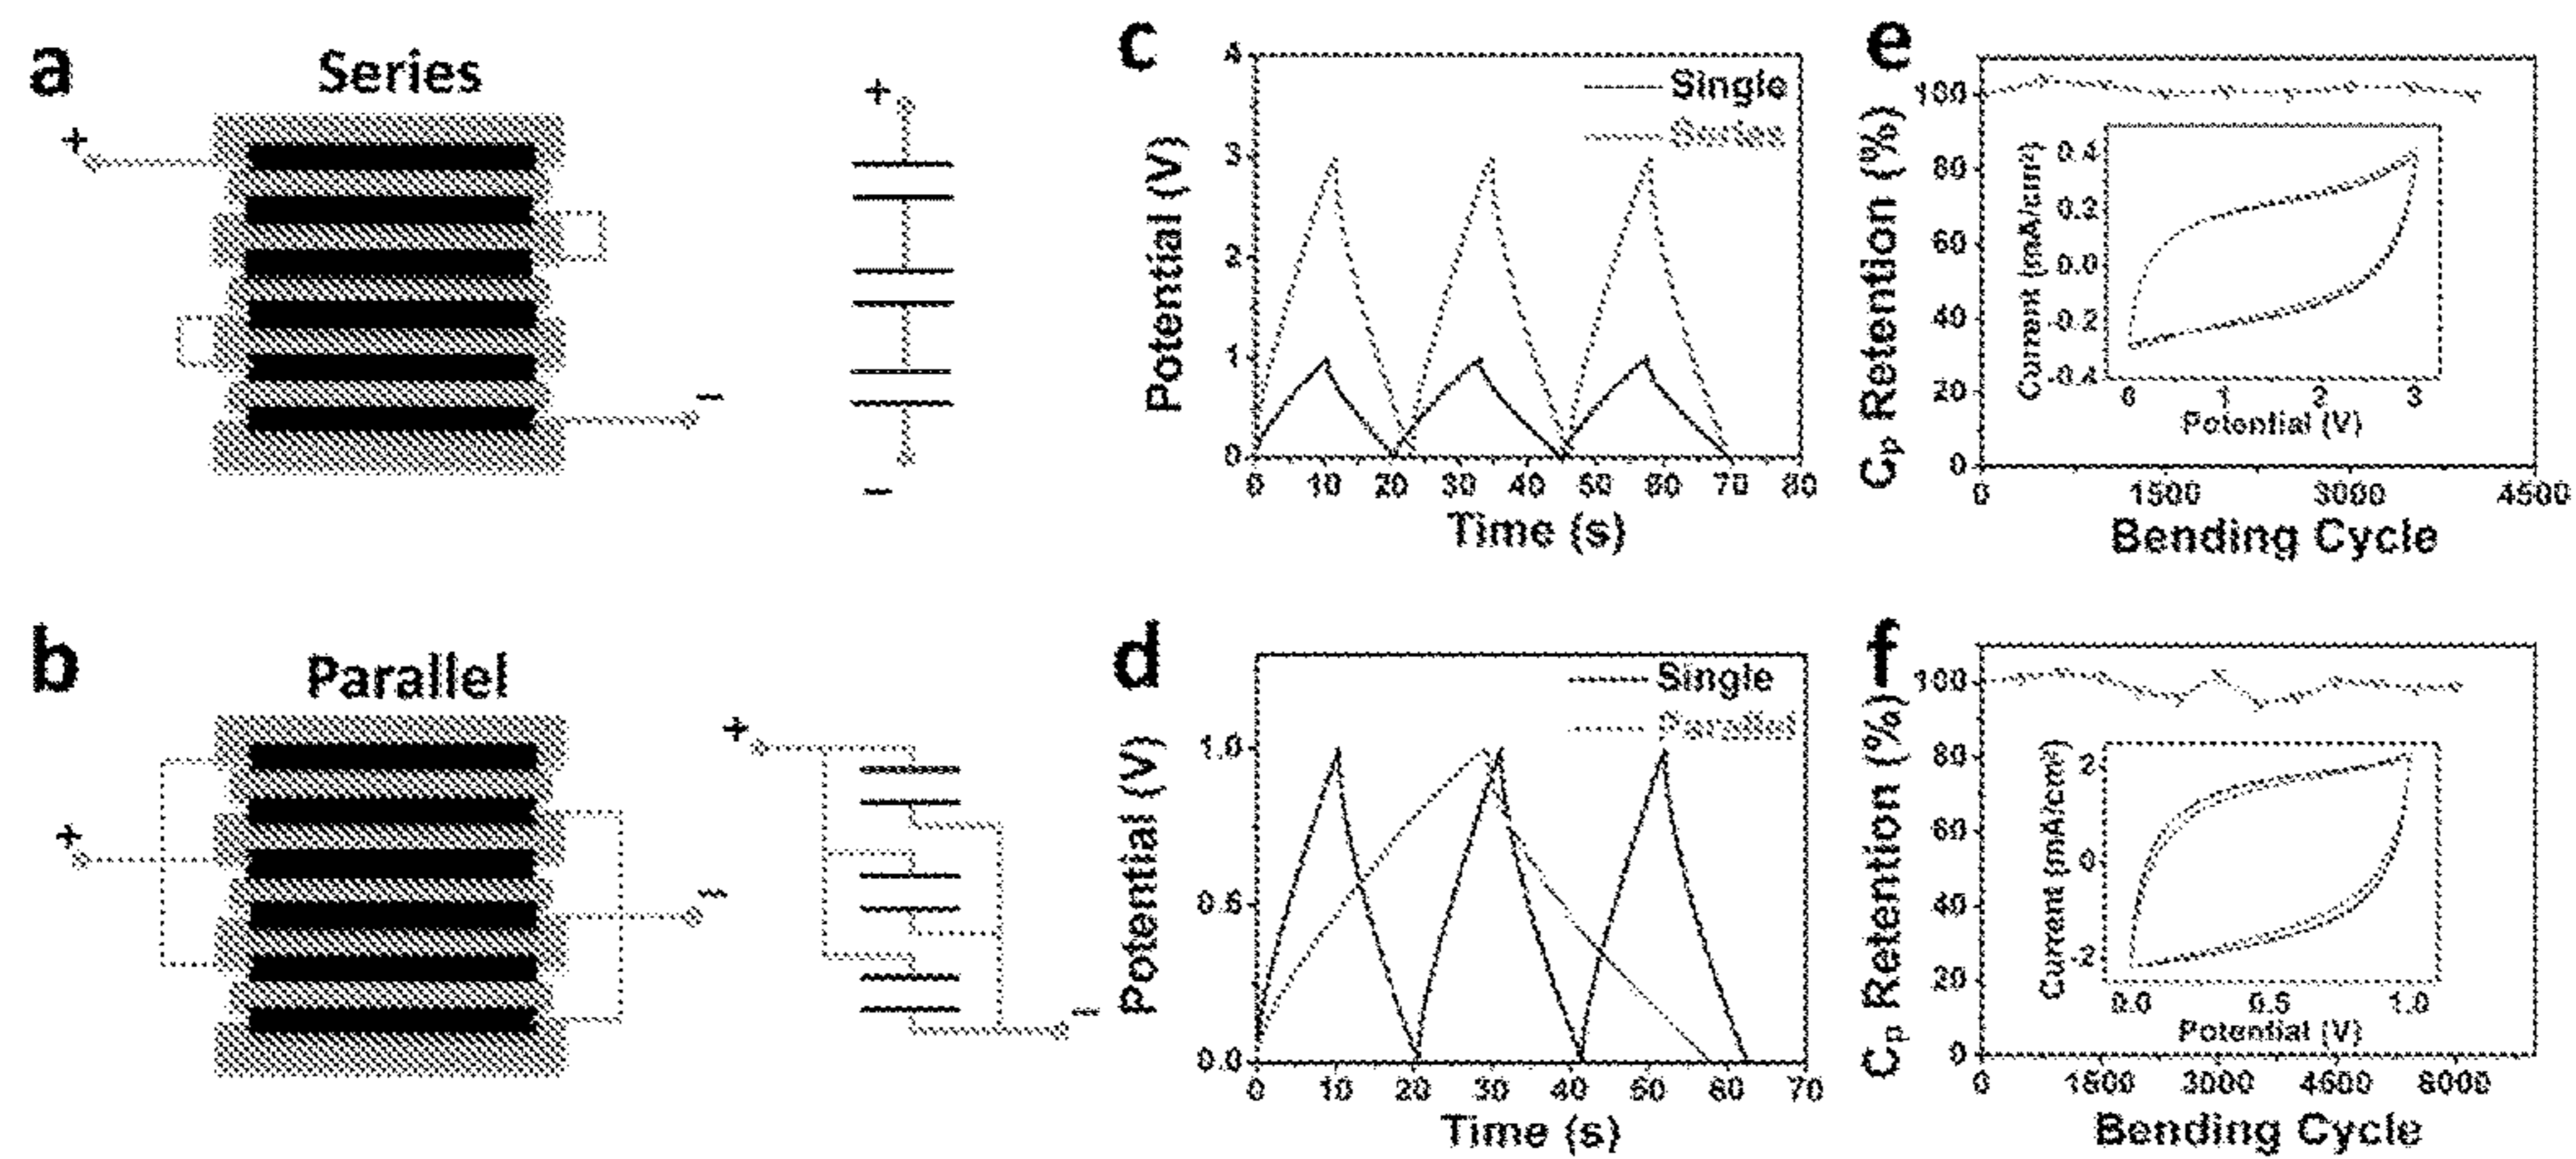 a
Series
+
−
+
−
b
Parallel
+
−
+
−
c
Potential (V)
4
3
2
1
0
Single
Series
0 10 20 30 40 50 60 70 80
Time (s)
d
Potential (V)
1.0
0.5
0.0
Single
Parallel
0 10 20 30 40 50 60 70
Time (s)
e
Cp Retention (%)
100
80
60
40
20
0
Current (mA/cm²)
0.4
0.2
0.0
-0.2
-0.4
0 1 2 3
Potential (V)
0 1500 3000 4500
Bending Cycle
f
Cp Retention (%)
100
80
60
40
20
0
Current (mA/cm²)
2
0
-2
0.0 0.5 1.0
Potential (V)
0 1500 3000 4500 6000
Bending Cycle